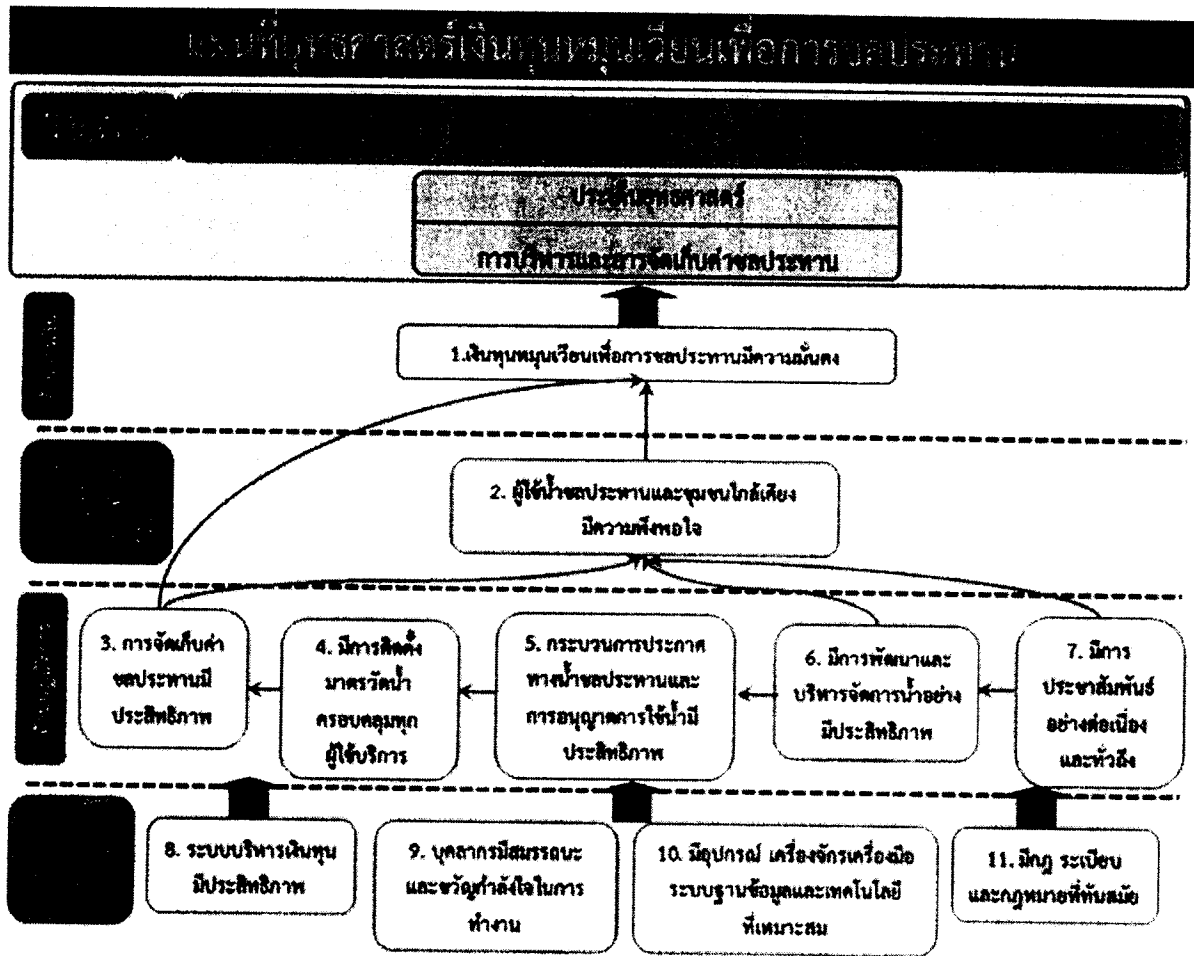 แผนที่ยุทธศาสตร์เงินทุนหมุนเวียนเพื่อการชลประทาน
ประเด็นยุทธศาสตร์
การบริหารและการจัดเก็บค่าชลประทาน
1.เงินทุนหมุนเวียนเพื่อการชลประทานมีความมั่นคง
2. ผู้ใช้น้ำชลประทานและชุมชนใกล้เคียง
มีความพึงพอใจ
3. การจัดเก็บค่า
ชลประทานมี
ประสิทธิภาพ
4. มีการติดตั้ง
มาตรวัดน้ำ
ครอบคลุมทุก
ผู้ใช้บริการ
5. กระบวนการประกาศ
ทางน้ำชลประทานและ
การอนุญาตการใช้น้ำมี
ประสิทธิภาพ
6. มีการพัฒนาและ
บริหารจัดการน้ำอย่าง
มีประสิทธิภาพ
7. มีการ
ประชาสัมพันธ์
อย่างต่อเนื่อง
และทั่วถึง
8. ระบบบริหารเงินทุน
มีประสิทธิภาพ
9. บุคลากรมีสมรรถนะ
และขวัญกำลังใจในการ
ทำงาน
10. มีอุปกรณ์ เครื่องจักรเครื่องมือ
ระบบฐานข้อมูลและเทคโนโลยี
ที่เหมาะสม
11. มีกฎ ระเบียบ
และกฎหมายที่ทันสมัย